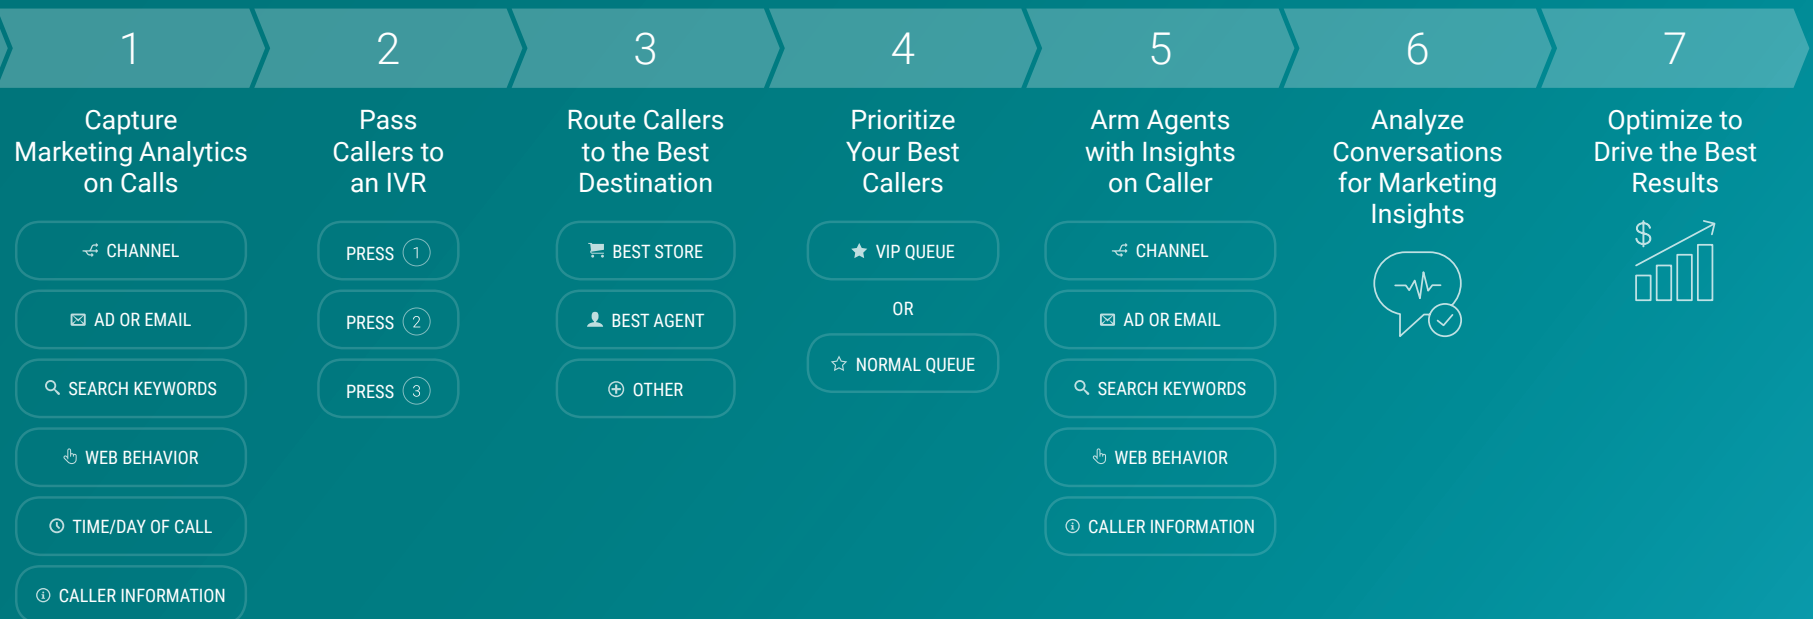 1
Capture
Marketing Analytics
on Calls
CHANNEL
AD OR EMAIL
SEARCH KEYWORDS
WEB BEHAVIOR
TIME/DAY OF CALL
CALLER INFORMATION
2
Pass
Callers to
an IVR
PRESS 1
PRESS 2
PRESS 3
3
Route Callers
to the Best
Destination
BEST STORE
BEST AGENT
OTHER
4
Prioritize
Your Best
Callers
VIP QUEUE
OR
NORMAL QUEUE
5
Arm Agents
with Insights
on Caller
CHANNEL
AD OR EMAIL
SEARCH KEYWORDS
WEB BEHAVIOR
CALLER INFORMATION
6
Analyze
Conversations
for Marketing
Insights
7
Optimize to
Drive the Best
Results
$